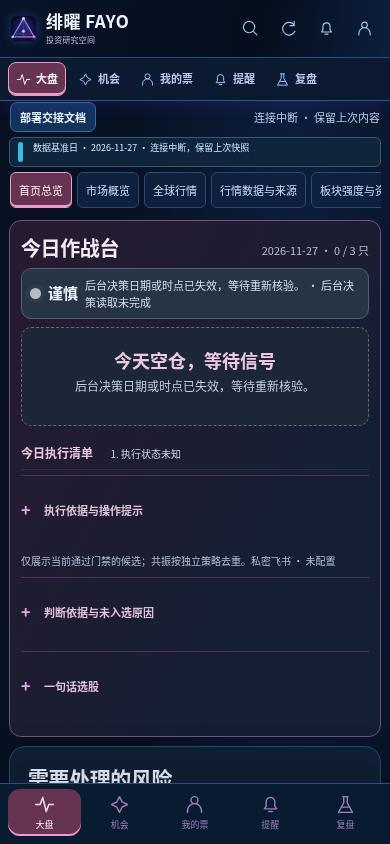 绯曜 FAYO
投资研究空间
大盘
机会
我的票
提醒
复盘
部署交接文档
连接中断 · 保留上次内容
数据基准日 · 2026-11-27 · 连接中断，保留上次快照
首页总览
市场概览
全球行情
行情数据与来源
板块强度与资
今日作战台
2026-11-27 · 0 / 3 只
谨慎
后台决策日期或时点已失效，等待重新核验。 · 后台决
策读取未完成
今天空仓，等待信号
后台决策日期或时点已失效，等待重新核验。
今日执行清单
1. 执行状态未知
+ 执行依据与操作提示
仅展示当前通过门禁的候选；共振按独立策略去重。私密飞书 · 未配置
+ 判断依据与未入选原因
+ 一句话选股
需要处理的风险
大盘
机会
我的票
提醒
复盘